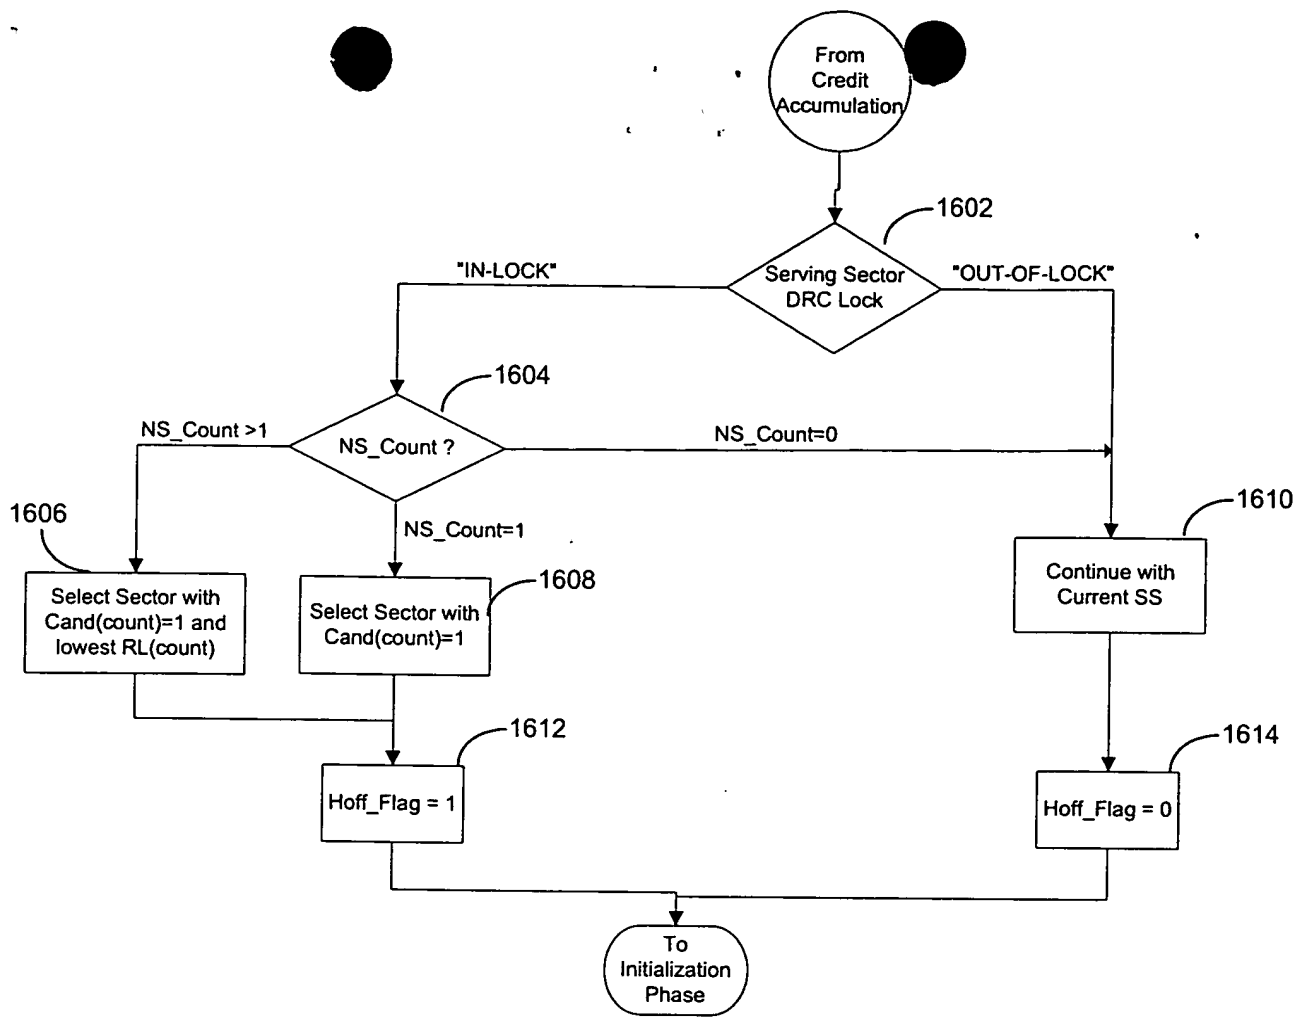 From
Credit
Accumulation
1602
"IN-LOCK"
Serving Sector
DRC Lock
"OUT-OF-LOCK"
1604
NS_Count >1
NS_Count ?
NS_Count=0
1606
NS_Count=1
1610
1608
Select Sector with
Cand(count)=1 and
lowest RL(count)
Select Sector with
Cand(count)=1
Continue with
Current SS
1612
1614
Hoff_Flag = 1
Hoff_Flag = 0
To
Initialization
Phase